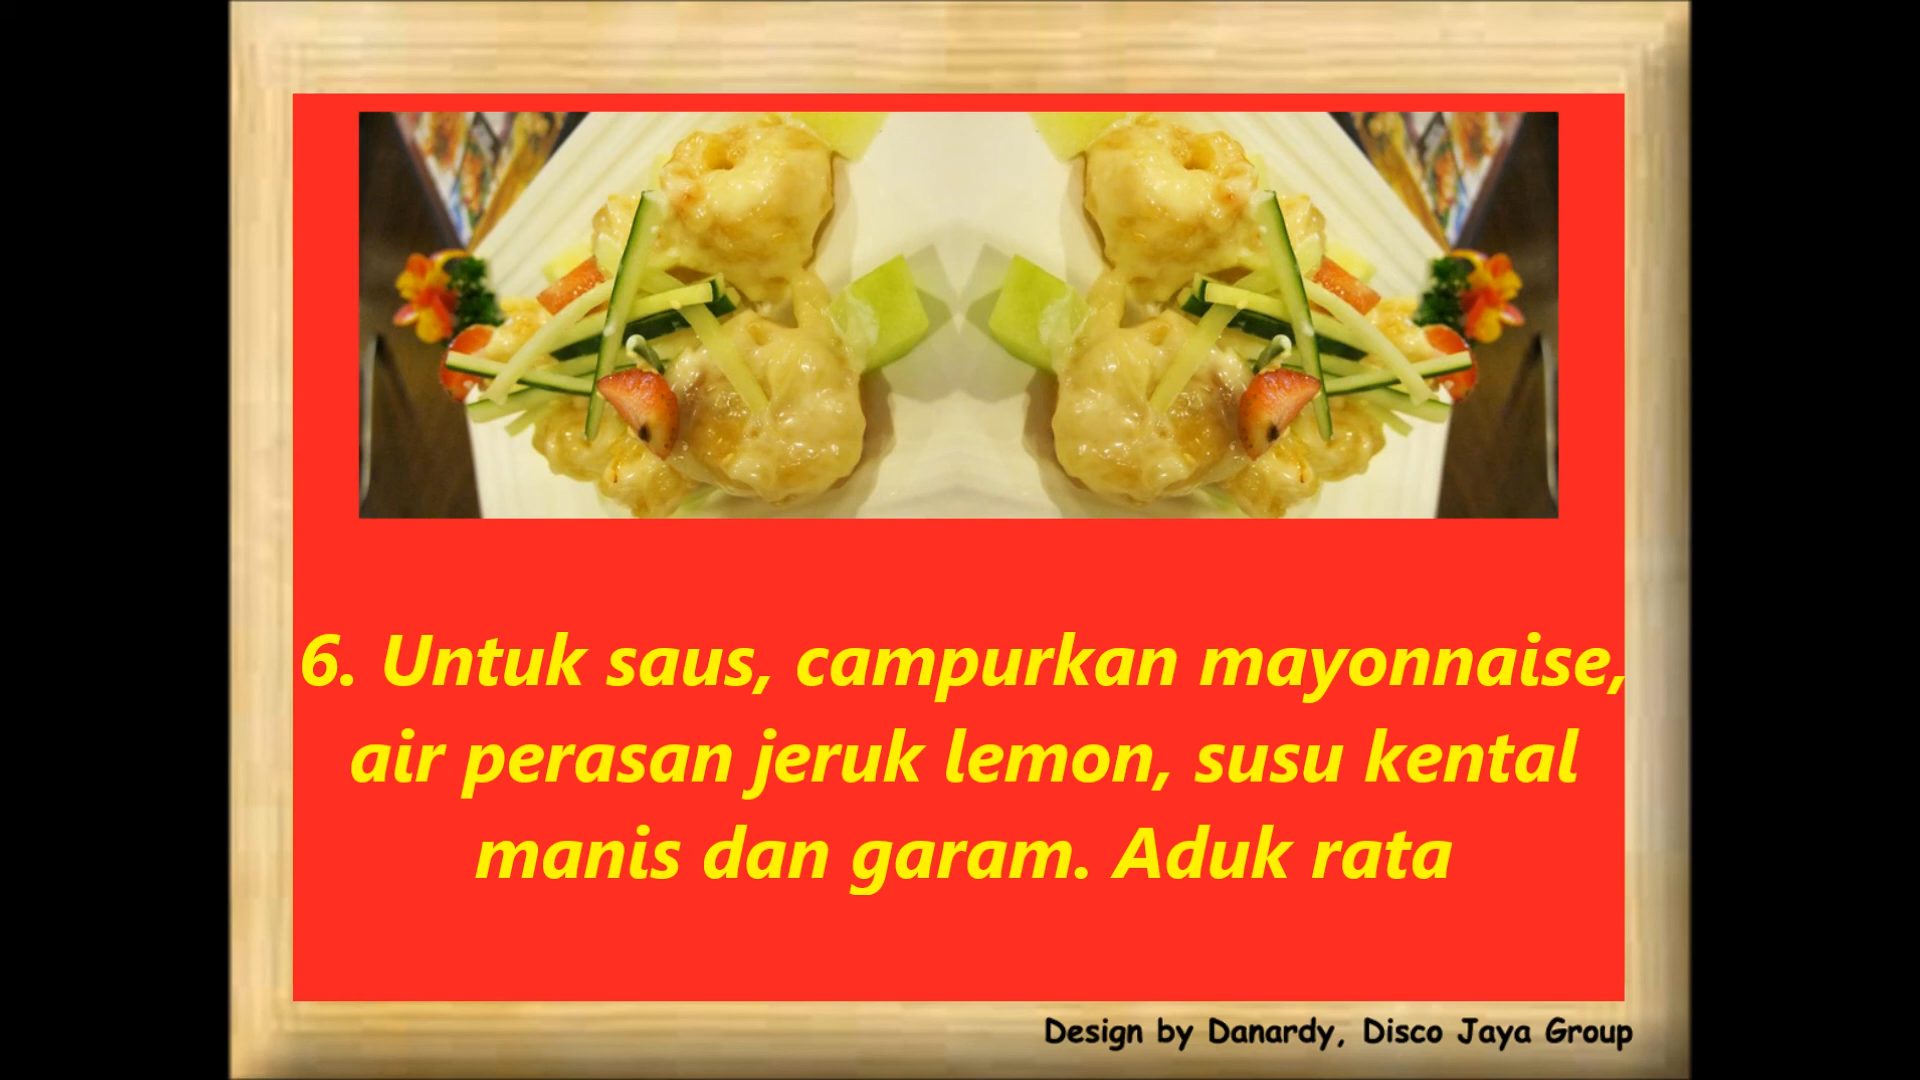 6. Untuk saus, campurkan mayonnaise,
air perasan jeruk lemon, susu kental
manis dan garam. Aduk rata
Design by Danardy, Disco Jaya Group